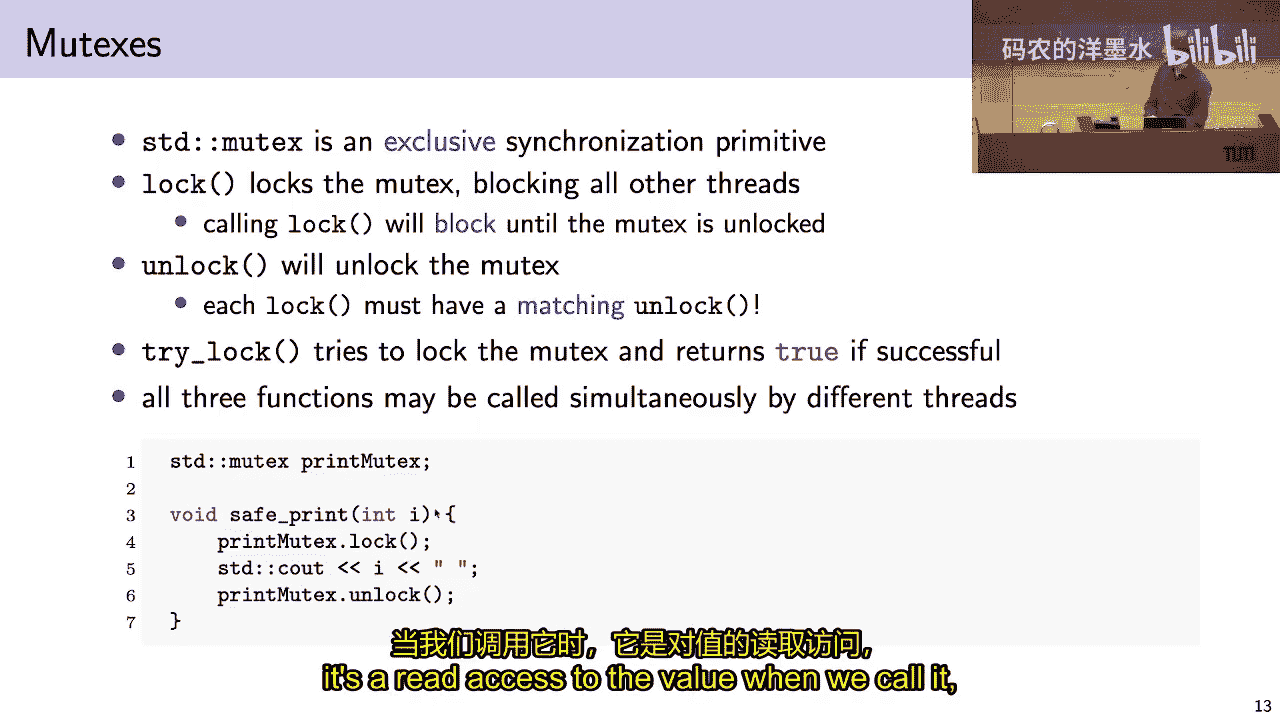 Mutexes
码农的洋墨水 bilibili
TUM
• std::mutex is an exclusive synchronization primitive
• lock() locks the mutex, blocking all other threads
• calling lock() will block until the mutex is unlocked
• unlock() will unlock the mutex
• each lock() must have a matching unlock()!
• try_lock() tries to lock the mutex and returns true if successful
• all three functions may be called simultaneously by different threads
1 std::mutex printMutex;
2
3 void safe_print(int i) {
4 printMutex.lock();
5 std::cout << i << " ";
6 printMutex.unlock();
7 }
当我们调用它时，它是对值的读取访问，
it's a read access to the value when we call it,
13